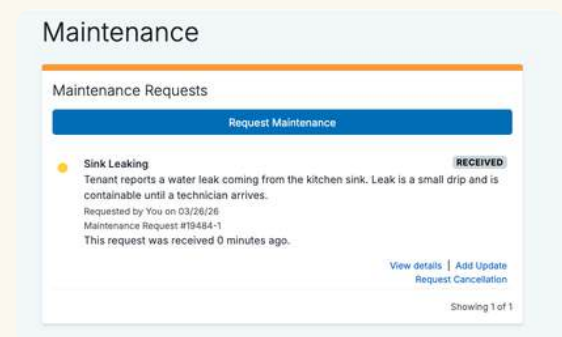 Maintenance
Maintenance Requests
Request Maintenance
Sink Leaking
RECEIVED
Tenant reports a water leak coming from the kitchen sink. Leak is a small drip and is
containable until a technician arrives.
Requested by You on 03/26/26
Maintenance Request #19484-1
This request was received 0 minutes ago.
View details | Add Update
Request Cancellation
Showing 1 of 1